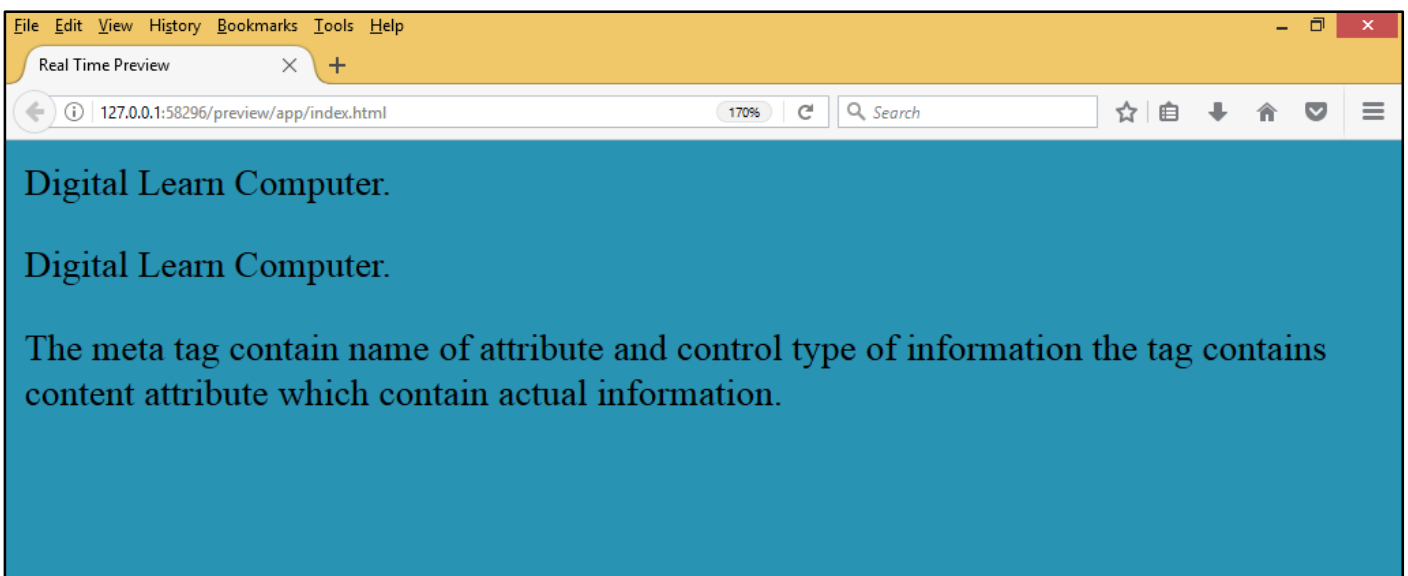 File Edit View History Bookmarks Tools Help
Real Time Preview
127.0.0.1:58296/preview/app/index.html 170% Search
Digital Learn Computer.
Digital Learn Computer.
The meta tag contain name of attribute and control type of information the tag contains
content attribute which contain actual information.